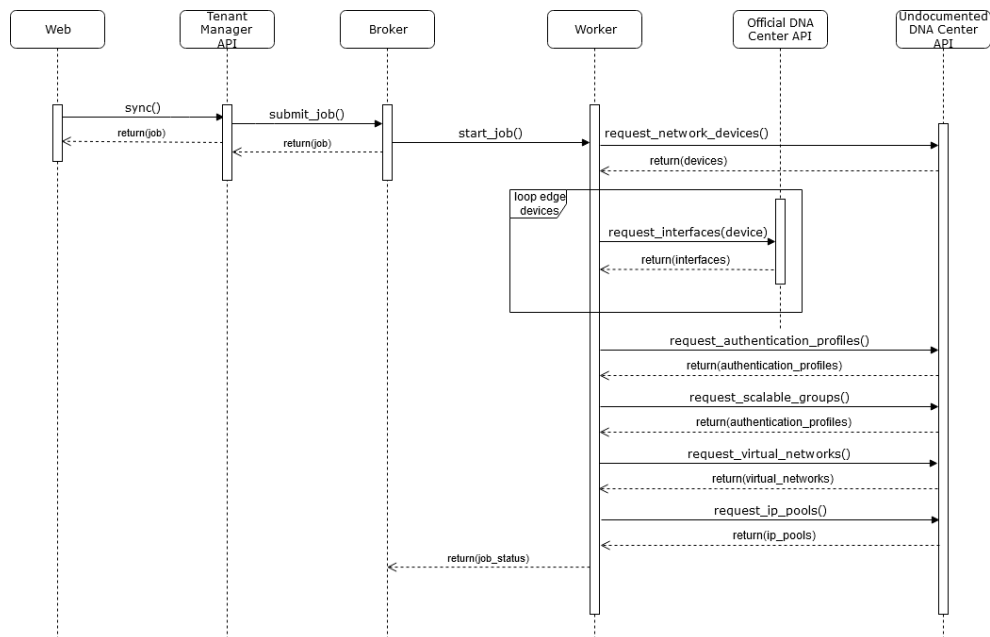 Web
Tenant
Manager
API
Broker
Worker
Official DNA
Center API
Undocumented
DNA Center
API
sync()
submit_job()
return(job)
return(job)
start_job()
request_network_devices()
return(devices)
loop edge
devices
request_interfaces(device)
return(interfaces)
request_authentication_profiles()
return(authentication_profiles)
request_scalable_groups()
return(authentication_profiles)
request_virtual_networks()
return(virtual_networks)
request_ip_pools()
return(ip_pools)
return(job_status)